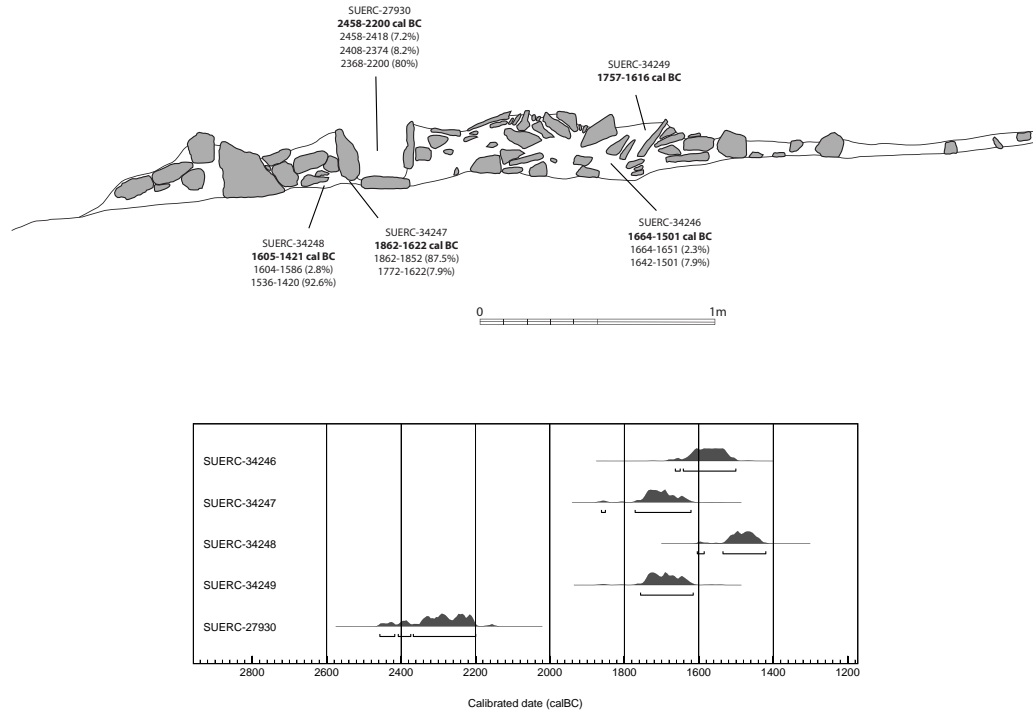 SUERC-27930
2458-2200 cal BC
2458-2418 (7.2%)
2408-2374 (8.2%)
2368-2200 (80%)
SUERC-34249
1757-1616 cal BC
SUERC-34248
1605-1421 cal BC
1604-1586 (2.8%)
1536-1420 (92.6%)
SUERC-34247
1862-1622 cal BC
1862-1852 (87.5%)
1772-1622(7.9%)
SUERC-34246
1664-1501 cal BC
1664-1651 (2.3%)
1642-1501 (7.9%)
0 1m
SUERC-34246
SUERC-34247
SUERC-34248
SUERC-34249
SUERC-27930
2800 2600 2400 2200 2000 1800 1600 1400 1200
Calibrated date (calBC)